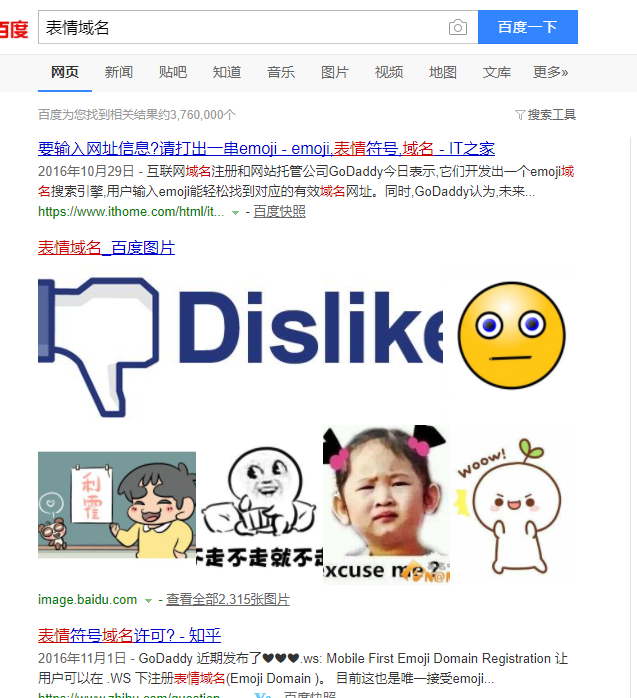 百度
表情域名
百度一下
网页 新闻 贴吧 知道 音乐 图片 视频 地图 文库 更多»
百度为您找到相关结果约3,760,000个
搜索工具
要输入网址信息?请打出一串emoji - emoji,表情符号,域名 - IT之家
2016年10月29日 - 互联网域名注册和网站托管公司GoDaddy今日表示,它们开发出一个emoji域
名搜索引擎,用户输入emoji能轻松找到对应的有效域名网址。同时,GoDaddy认为,未来...
https://www.ithome.com/html/it... - 百度快照
表情域名_百度图片
Dislike
利霍
woow!
不走不走就不走
xcuse me ?
image.baidu.com - 查看全部2,315张图片
表情符号域名许可? - 知乎
2016年11月1日 - GoDaddy 近期发布了❤❤❤.ws: Mobile First Emoji Domain Registration 让
用户可以在 .WS 下注册表情域名(Emoji Domain )。 目前这也是唯一接受emoji...
https://www.zhihu.com/question... - 百度快照